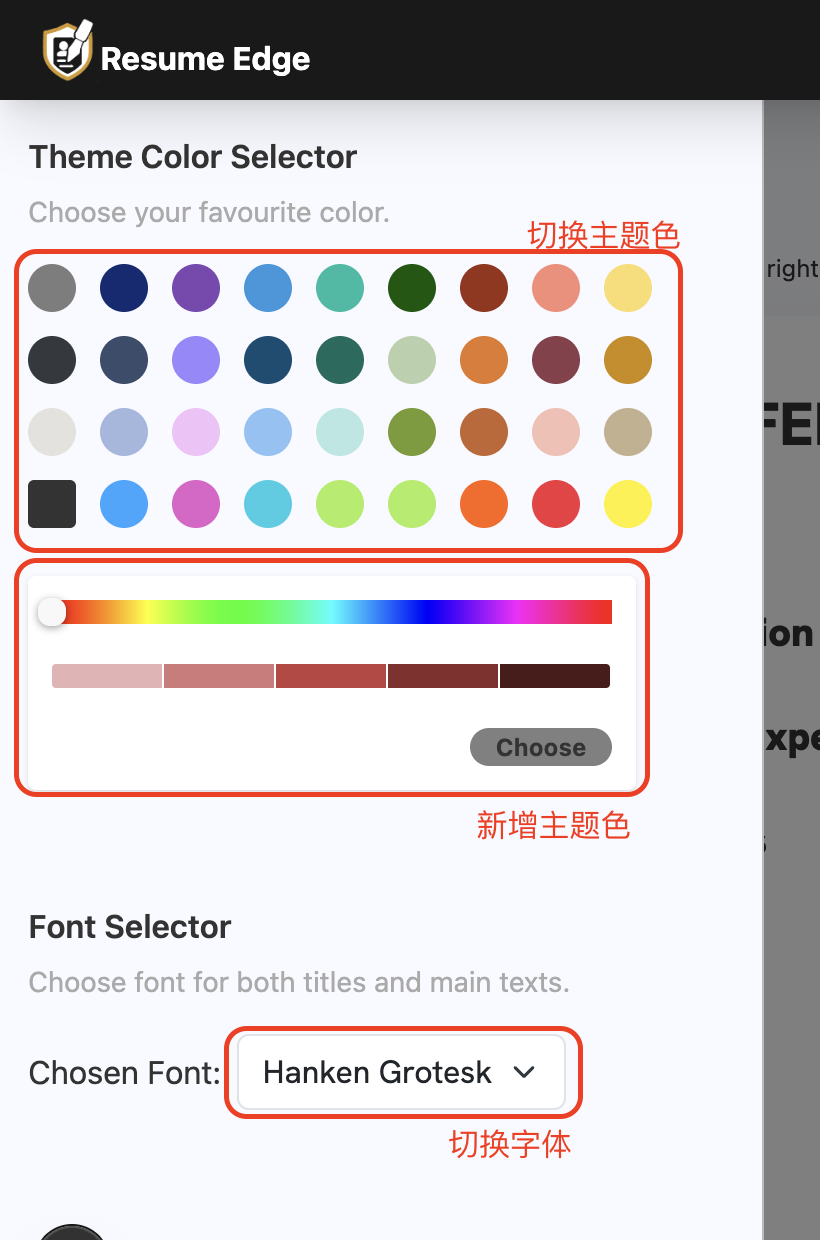 Resume Edge
Theme Color Selector
Choose your favourite color.
切换主题色
right
Choose
新增主题色
ion
xpe
Font Selector
Choose font for both titles and main texts.
Chosen Font: Hanken Grotesk
切换字体